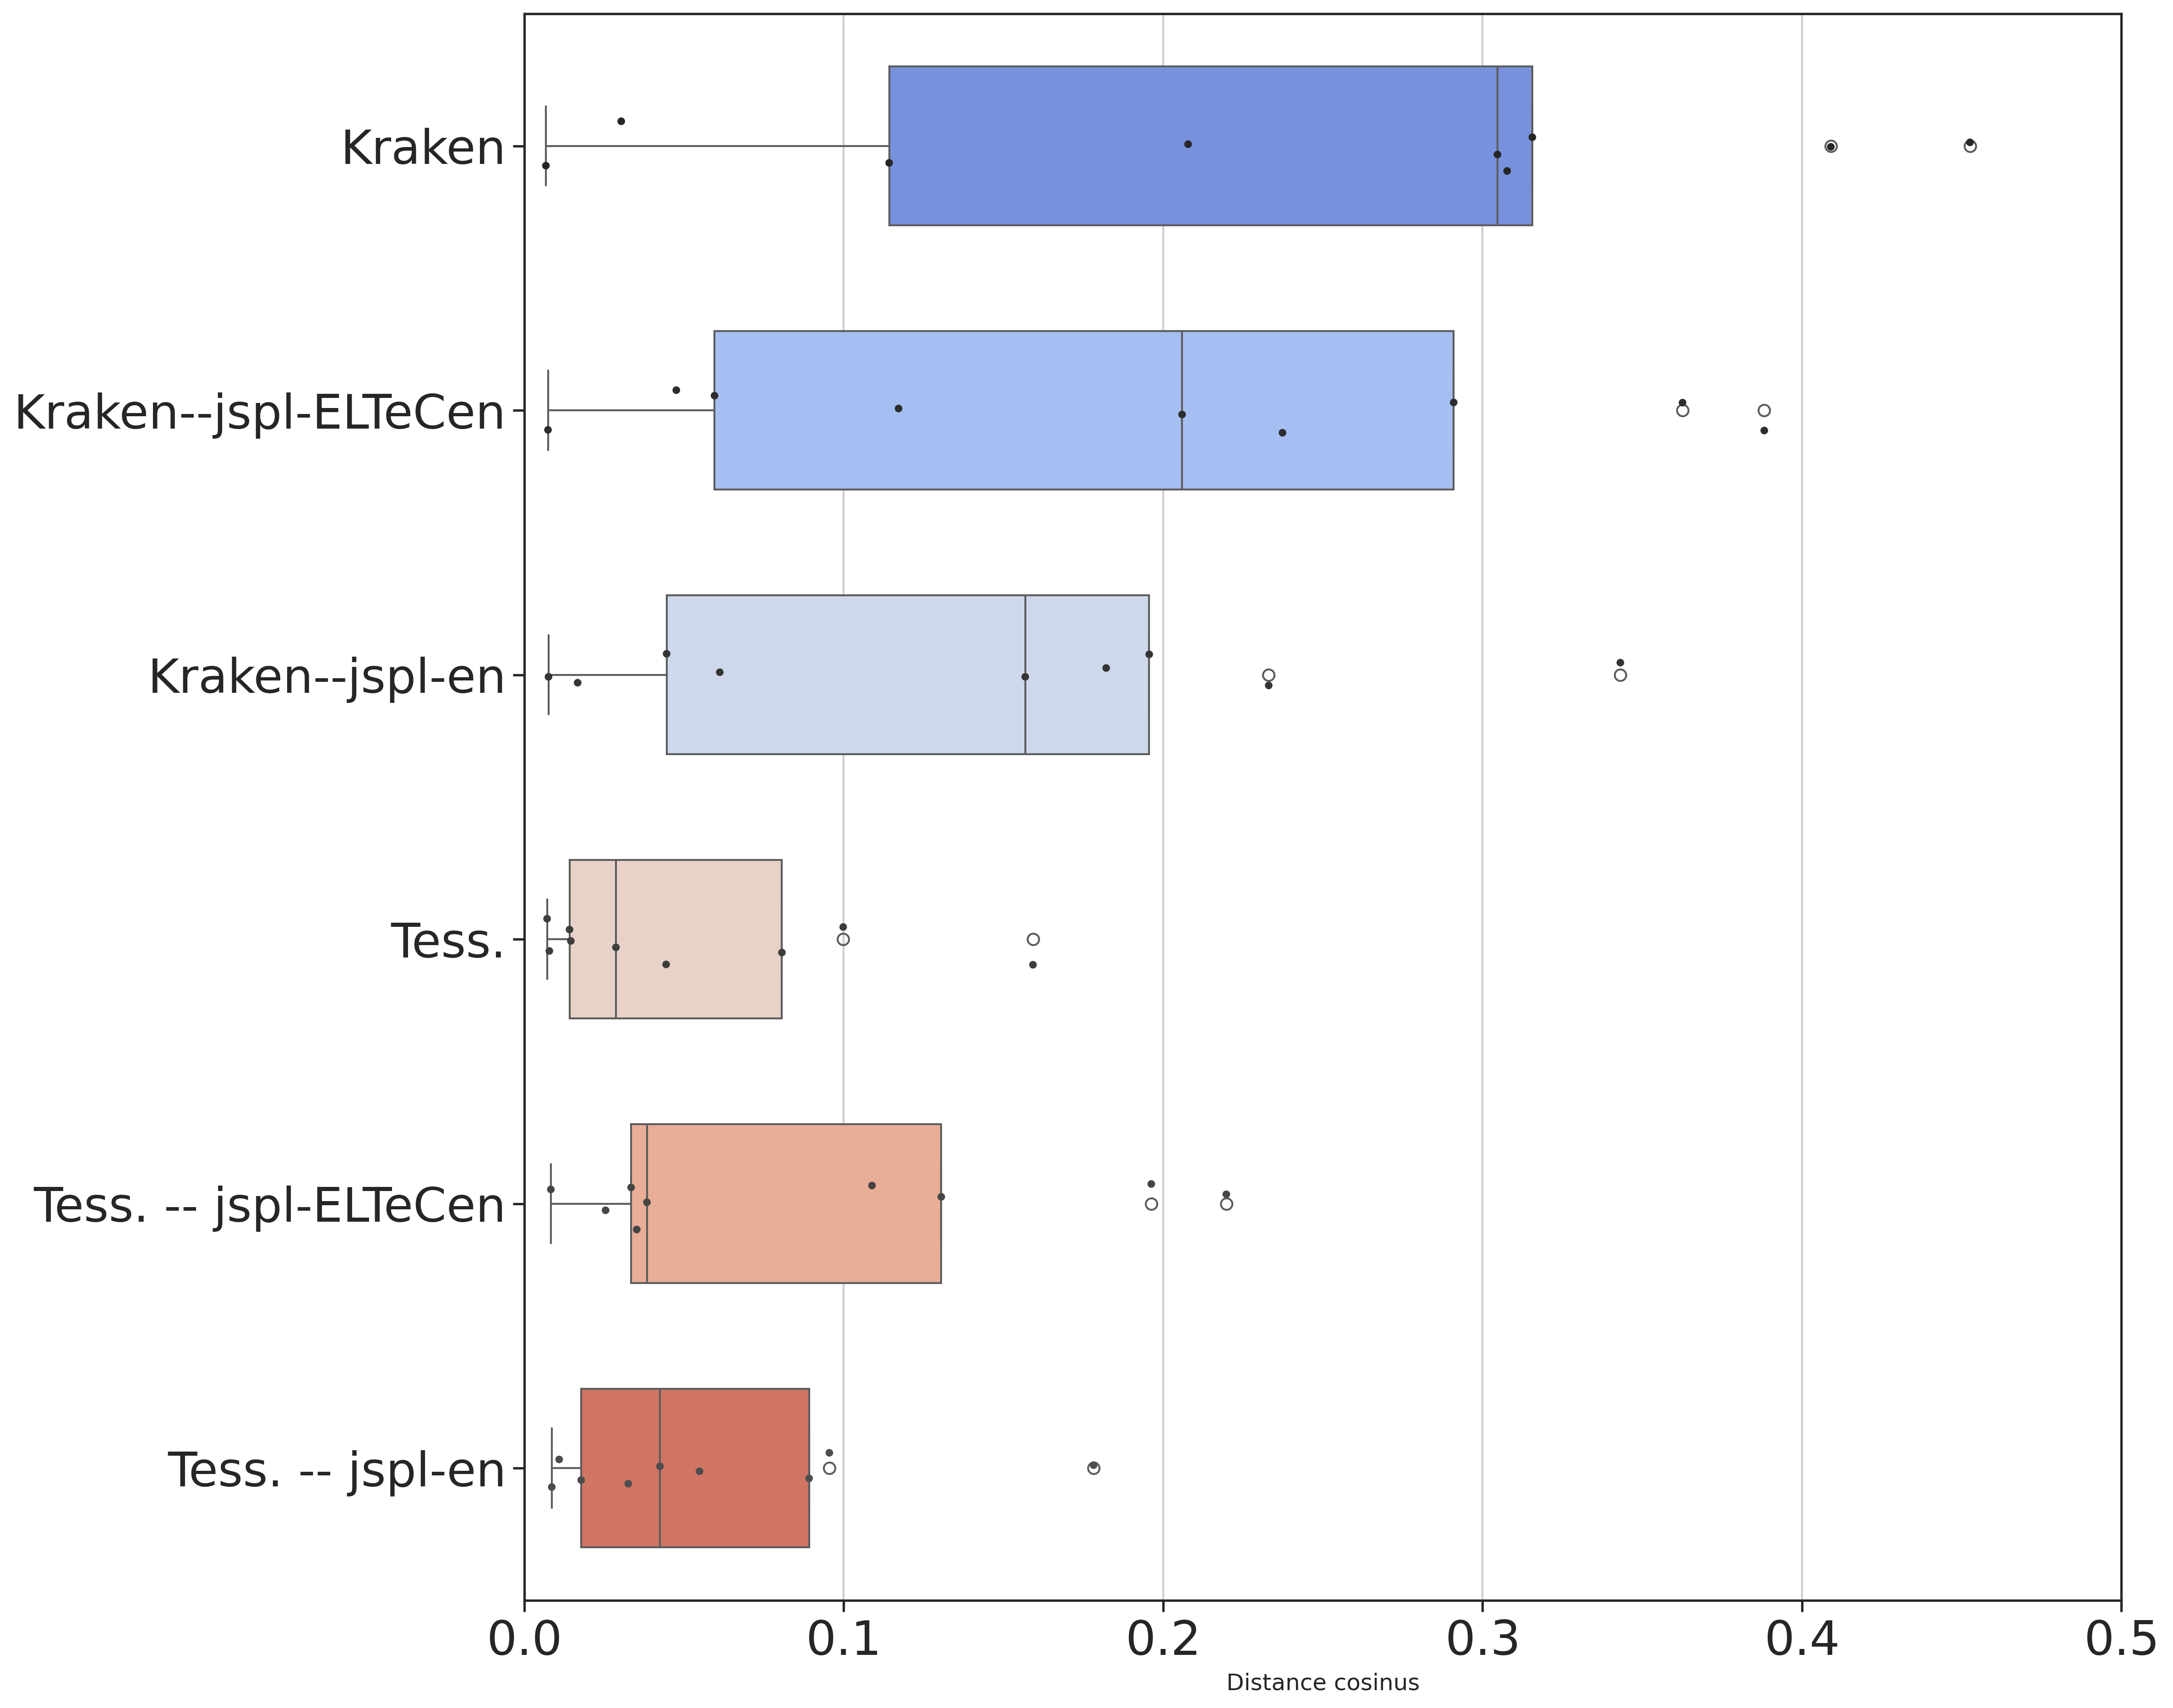 Kraken
Kraken--jspl-ELTeCen
Kraken--jspl-en
Tess.
Tess. -- jspl-ELTeCen
Tess. -- jspl-en
0.0 0.1 0.2 0.3 0.4 0.5
Distance cosinus